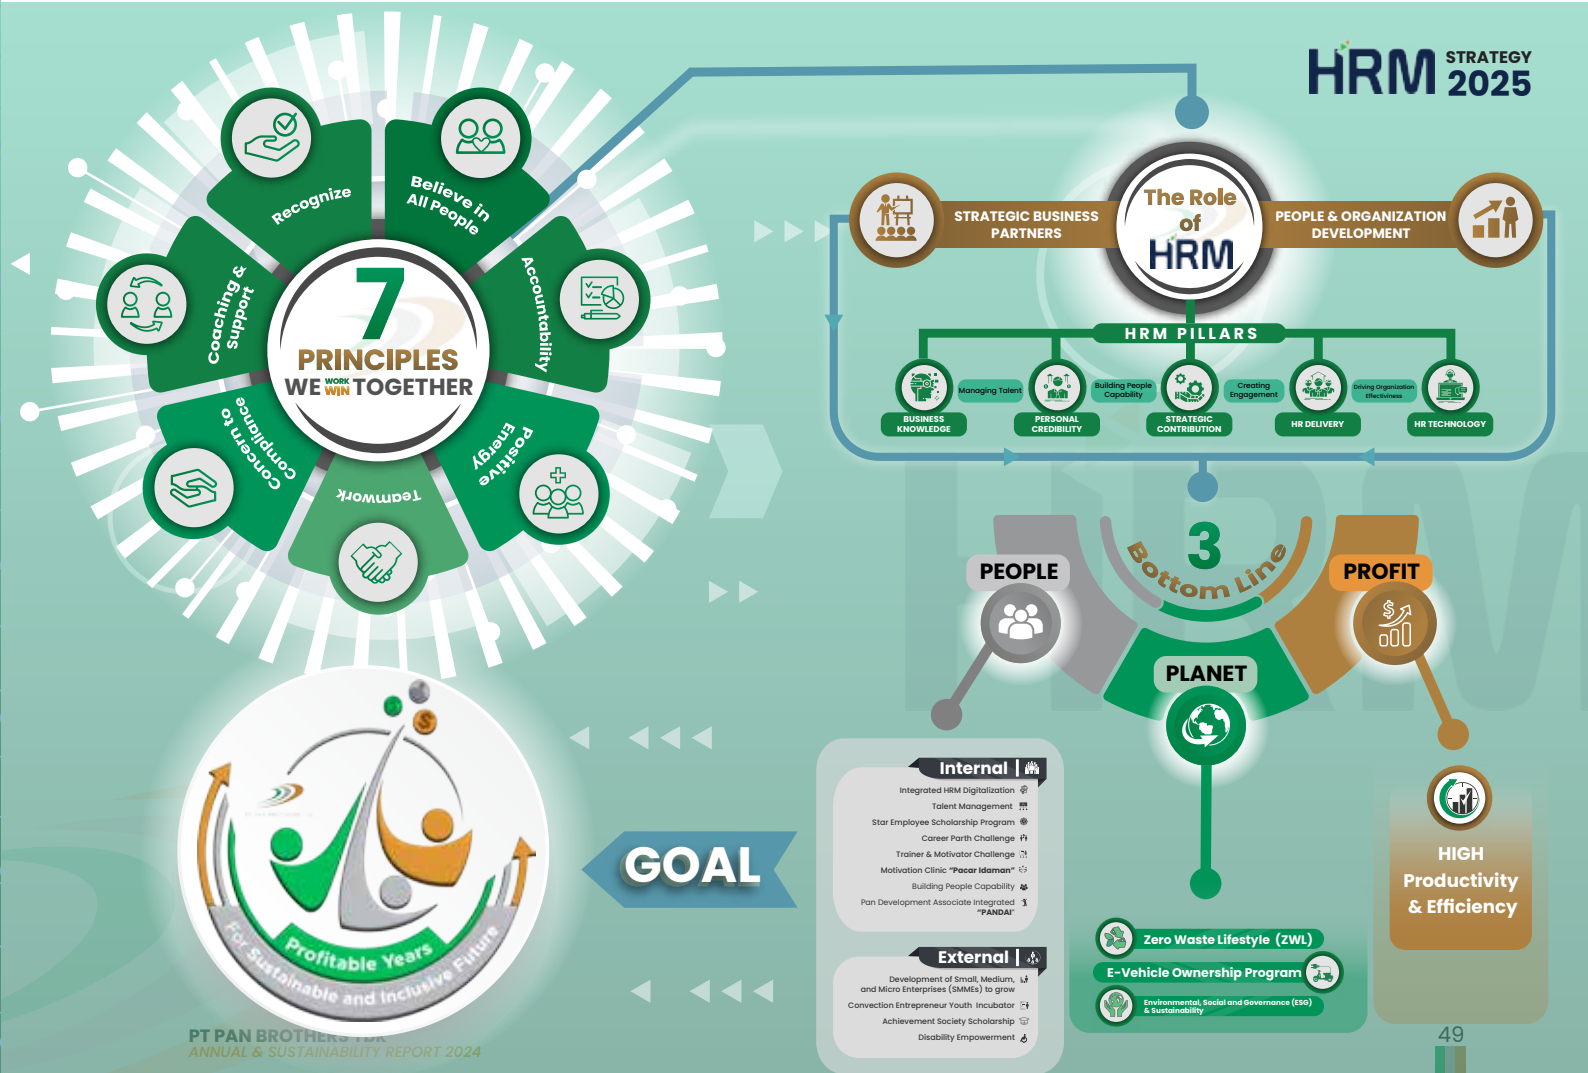 HRM STRATEGY
2025
Recognize
Believe in
All People
Accountability
Positive
Energy
Teamwork
Concern to
Compliance
Coaching &
Support
7
PRINCIPLES
WE WORK WIN TOGETHER
The Role
of
HRM
STRATEGIC BUSINESS
PARTNERS
PEOPLE & ORGANIZATION
DEVELOPMENT
HRM PILLARS
Managing Talent
Building People
Capability
Creating
Engagement
Driving Organization
Effectiveness
BUSINESS
KNOWLEDGE
PERSONAL
CREDIBILITY
STRATEGIC
CONTRIBUTION
HR DELIVERY
HR TECHNOLOGY
HRM
3
Bottom Line
PEOPLE
PROFIT
PLANET
Internal
Integrated HRM Digitalization
Talent Management
Star Employee Scholarship Program
Career Parth Challenge
Trainer & Motivator Challenge
Motivation Clinic “Pacar Idaman”
Building People Capability
Pan Development Associate Integrated
“PANDAI”
External
Development of Small, Medium,
and Micro Enterprises (SMMEs) to grow
Convection Entrepreneur Youth Incubator
Achievement Society Scholarship
Disability Empowerment
Zero Waste Lifestyle (ZWL)
E-Vehicle Ownership Program
Environmental, Social and Governance (ESG)
& Sustainability
HIGH
Productivity
& Efficiency
GOAL
Profitable Years
For Sustainable and Inclusive Future
PT PAN BROTHERS TBK
ANNUAL & SUSTAINABILITY REPORT 2024
49